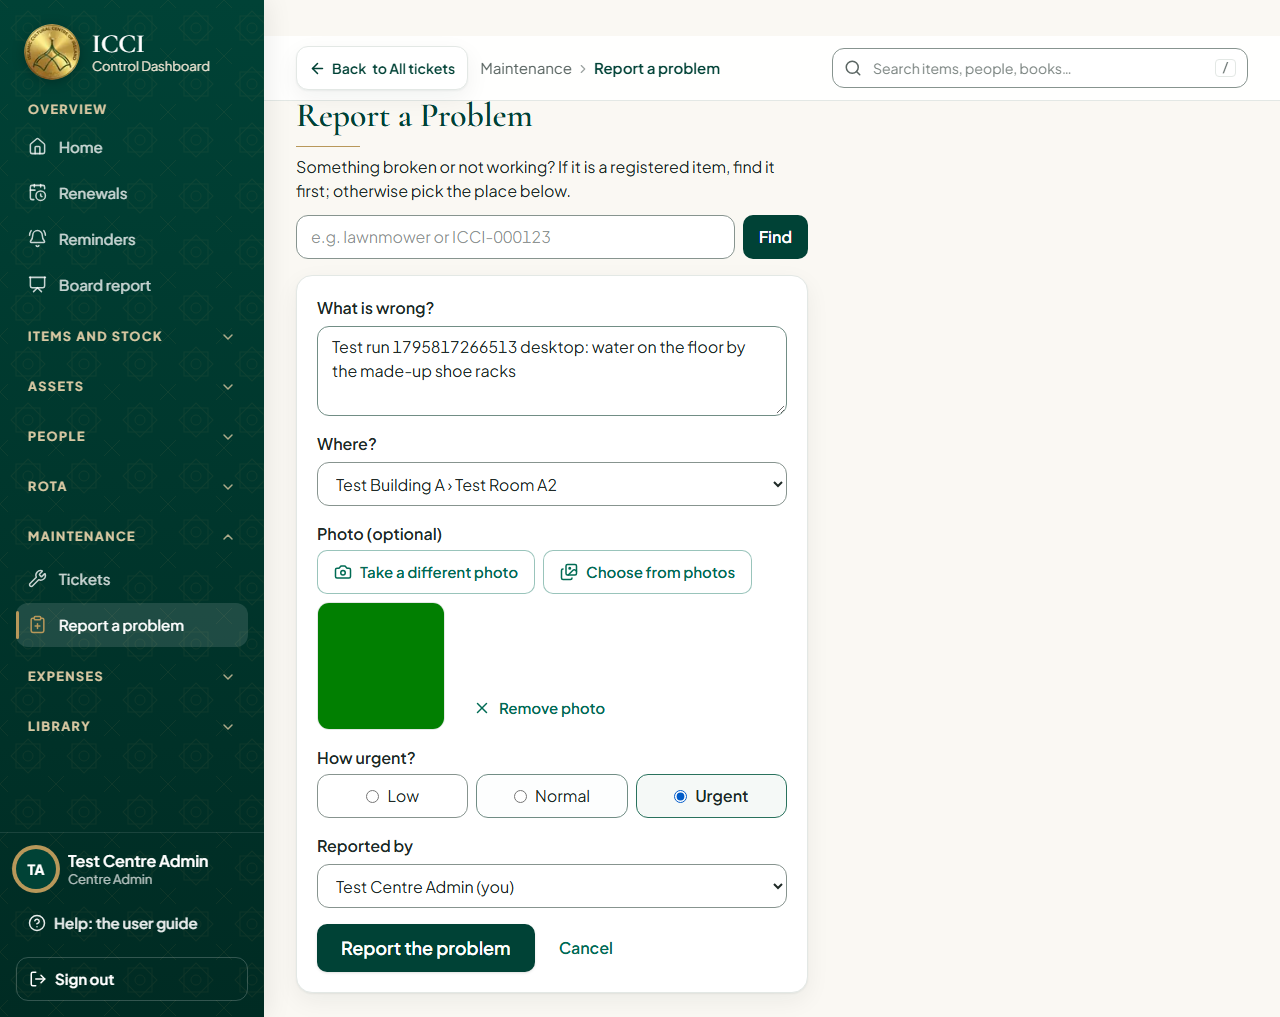 ICCI
Control Dashboard
OVERVIEW
Home
Renewals
Reminders
Board report
ITEMS AND STOCK
ASSETS
PEOPLE
ROTA
MAINTENANCE
Tickets
Report a problem
EXPENSES
LIBRARY
TA
Test Centre Admin
Centre Admin
Help: the user guide
Sign out
Back to All tickets
Maintenance › Report a problem
Search items, people, books...
/
Report a Problem
Something broken or not working? If it is a registered item, find it
first; otherwise pick the place below.
e.g. lawnmower or ICCI-000123
Find
What is wrong?
Test run 1795817266513 desktop: water on the floor by
the made-up shoe racks
Where?
Test Building A › Test Room A2
Photo (optional)
Take a different photo
Choose from photos
Remove photo
How urgent?
Low
Normal
Urgent
Reported by
Test Centre Admin (you)
Report the problem
Cancel